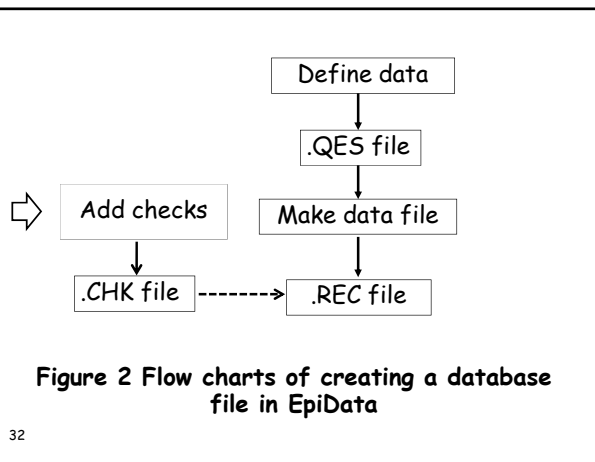 Define data
.QES file
Add checks
Make data file
.CHK file
.REC file
Figure 2 Flow charts of creating a database
file in EpiData
32